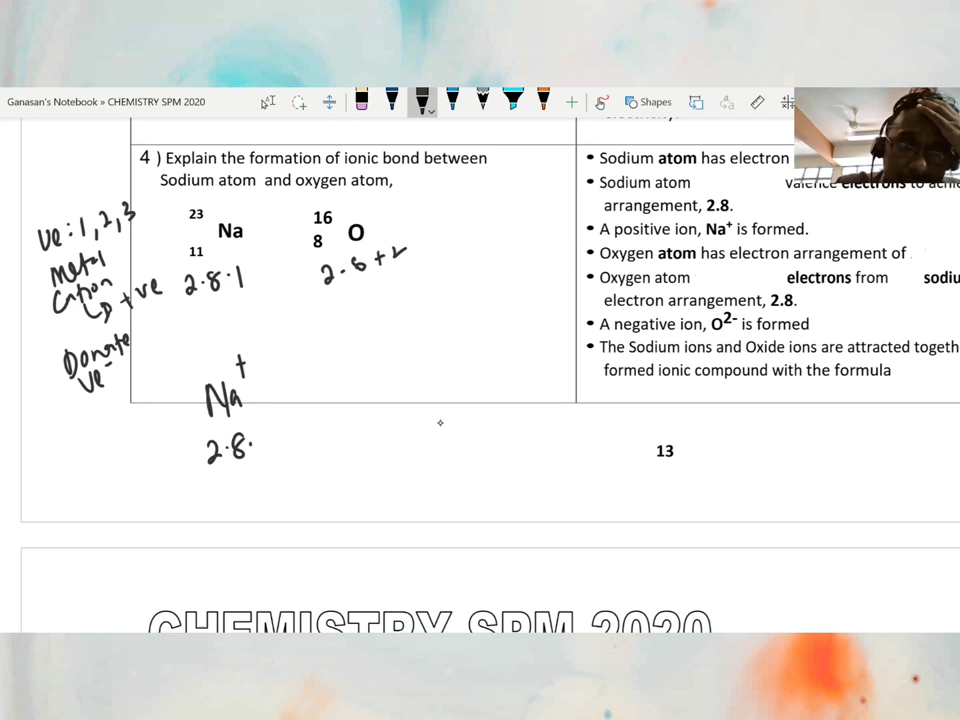 Ganasan's Notebook » CHEMISTRY SPM 2020
Shapes
4 ) Explain the formation of ionic bond between
Sodium atom and oxygen atom,
23
Na
11
16
O
8
2.8.1
2.6+2
ve: 1, 2, 3
metal
Cation
+ve
Donate
ve-
Na+
2.8.
• Sodium atom has electron
• Sodium atom valence electrons to
arrangement, 2.8.
• A positive ion, Na+ is formed.
• Oxygen atom has electron arrangement of
• Oxygen atom electrons from
electron arrangement, 2.8.
• A negative ion, O2- is formed
• The Sodium ions and Oxide ions are attracted
formed ionic compound with the formula
13
CHEMISTRY SPM 2020